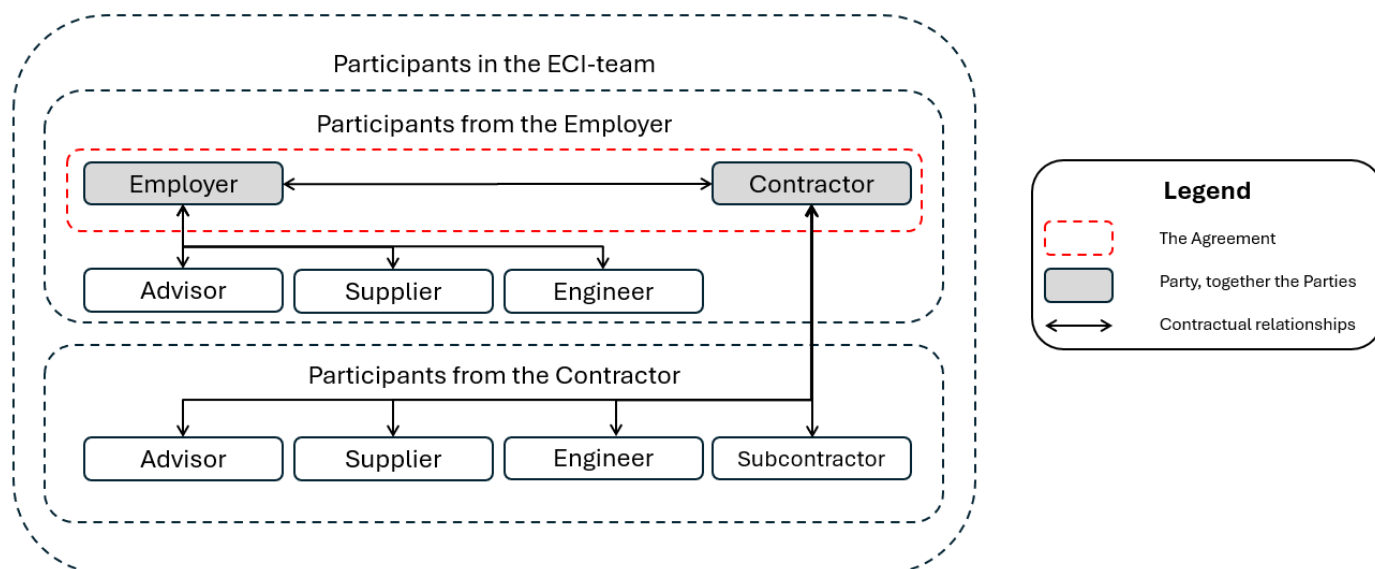 Participants in the ECI-team
Participants from the Employer
Employer
Contractor
Advisor
Supplier
Engineer
Participants from the Contractor
Advisor
Supplier
Engineer
Subcontractor
Legend
The Agreement
Party, together the Parties
Contractual relationships